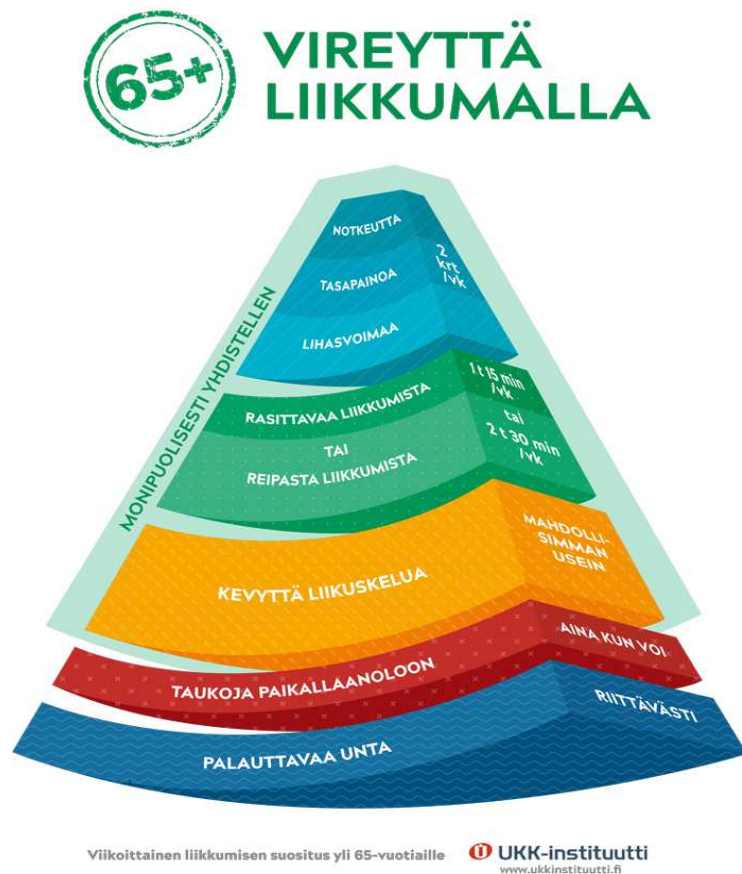 65+
VIREYTTÄ
LIIKKUMALLA
MONIPUOLISESTI YHDISTELLEN
NOTKEUTTA
TASAPAINOA
LIHASVOIMAA
2
krt
/vk
RASITTAVAA LIIKKUMISTA
1 t 15 min
/vk
TAI
REIPASTA LIIKKUMISTA
tai
2 t 30 min
/vk
KEVYTTÄ LIIKUSKELUA
MAHDOLLI-
SIMMAN
USEIN
TAUKOJA PAIKALLAANOLOON
AINA KUN VOI
PALAUTTAVAA UNTA
RIITTÄVÄSTI
Viikoittainen liikkumisen suositus yli 65-vuotiaille
UKK-instituutti
www.ukkinstituutti.fi